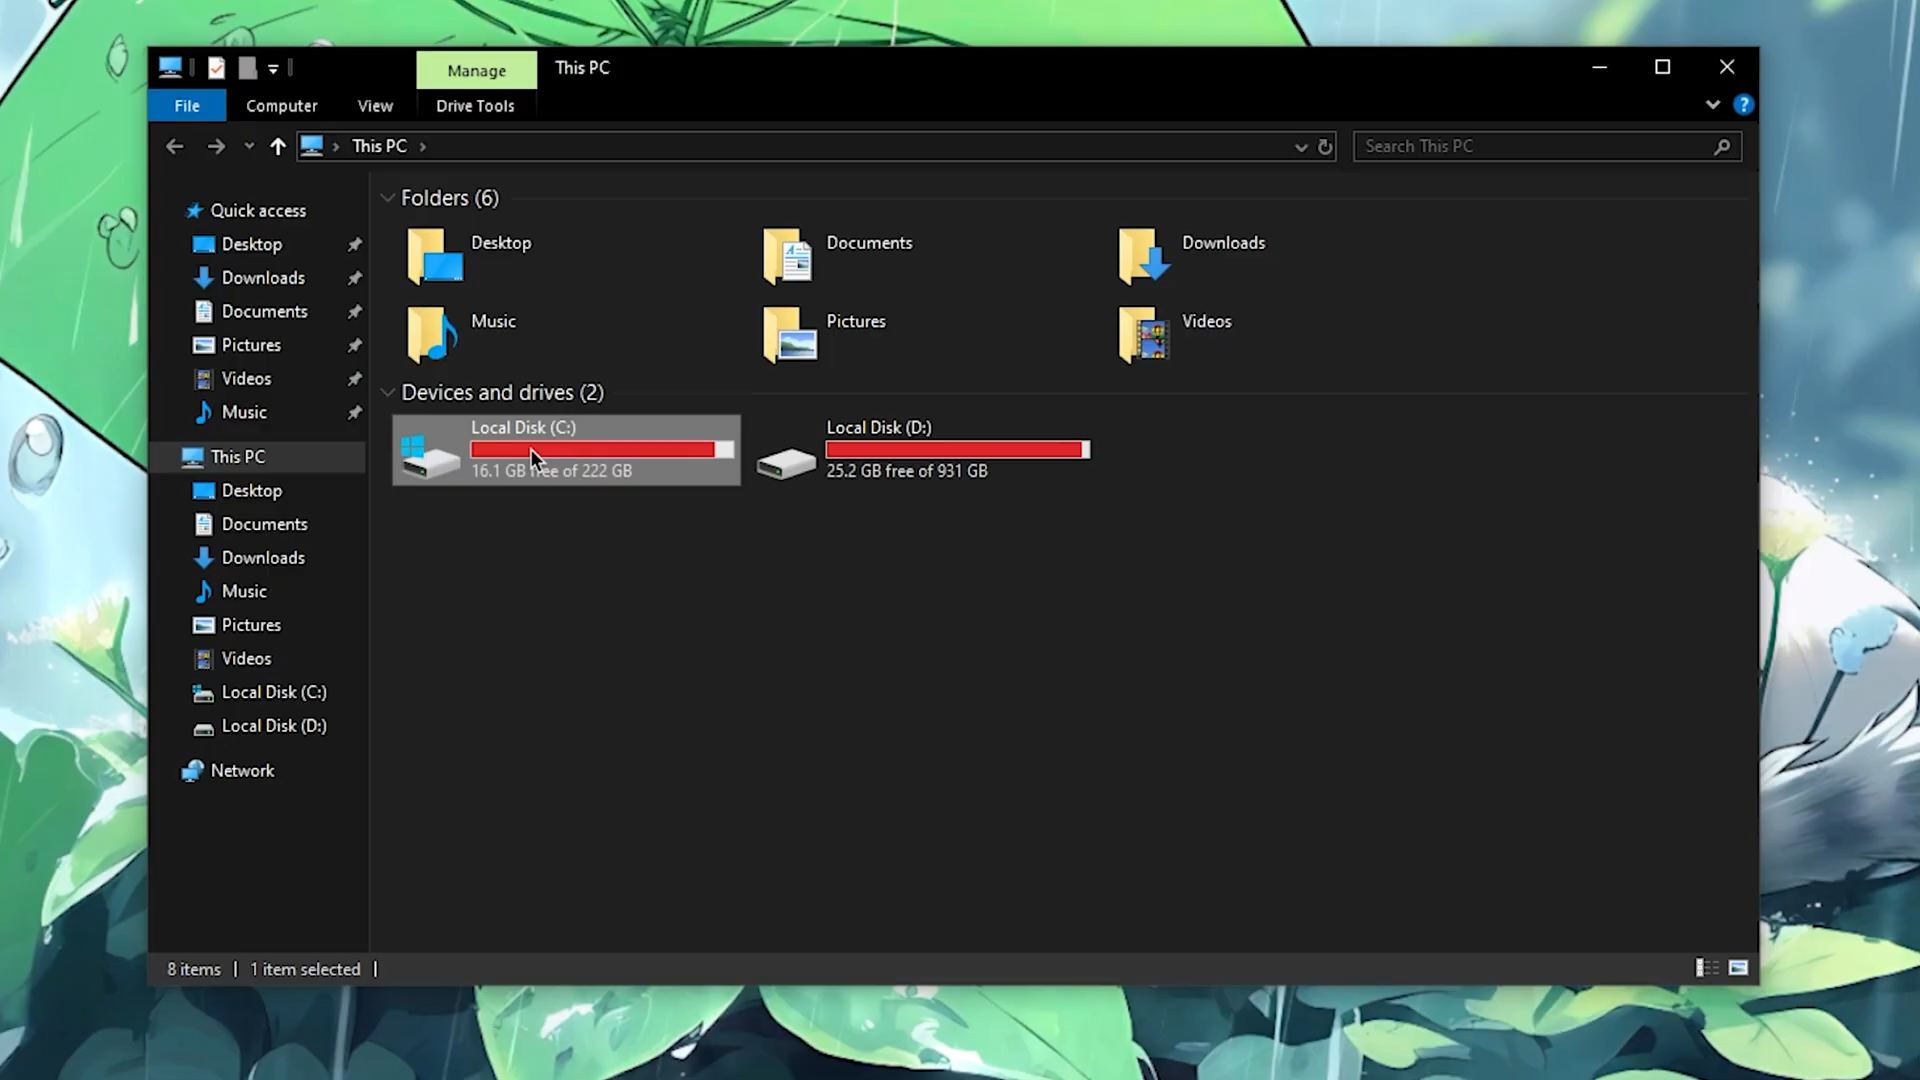 Manage
This PC
File
Computer
View
Drive Tools
This PC
Search This PC
Quick access
Desktop
Downloads
Documents
Pictures
Videos
Music
This PC
Desktop
Documents
Downloads
Music
Pictures
Videos
Local Disk (C:)
Local Disk (D:)
Network
Folders (6)
Desktop
Documents
Downloads
Music
Pictures
Videos
Devices and drives (2)
Local Disk (C:)
16.1 GB free of 222 GB
Local Disk (D:)
25.2 GB free of 931 GB
8 items
1 item selected